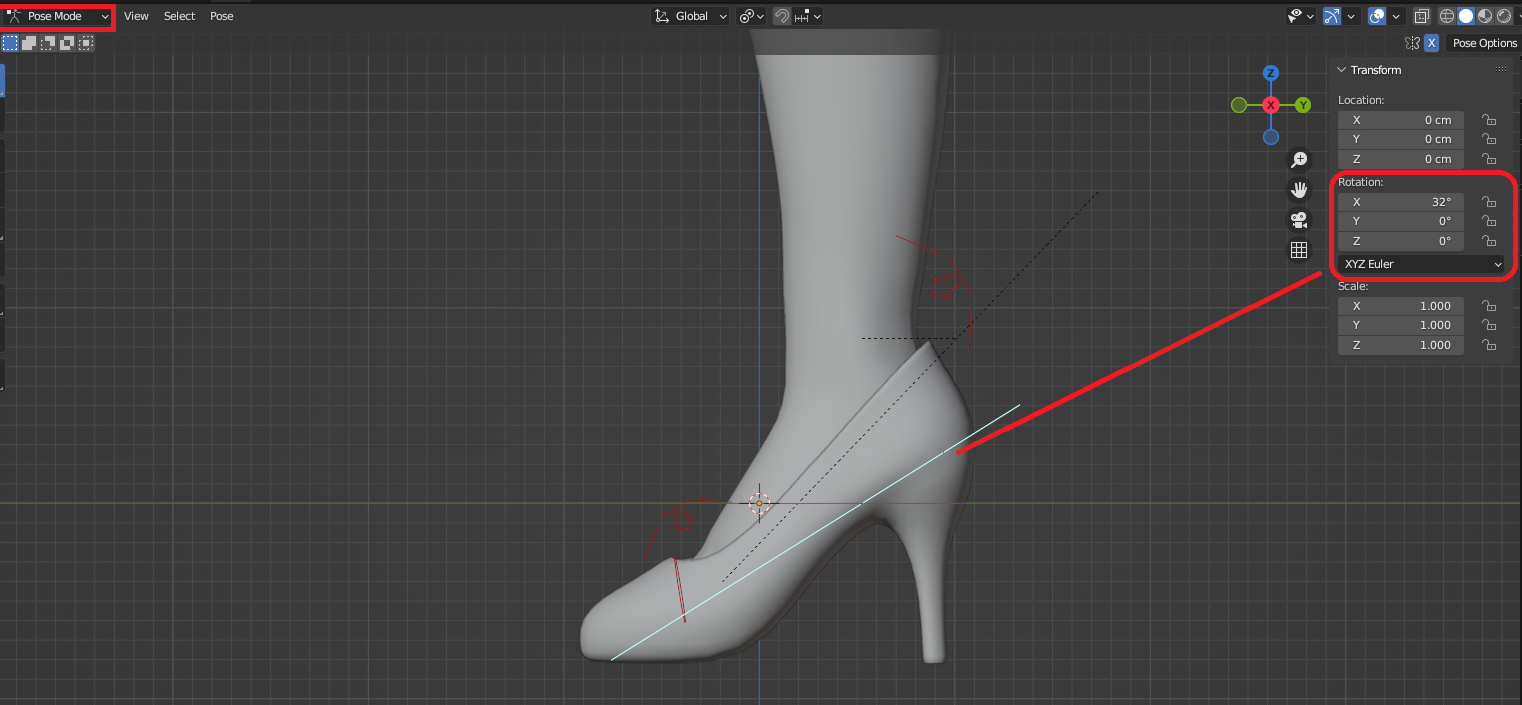 Pose Mode View Select Pose Global
X Pose Options
Transform
Z
X Y
Location:
X 0 cm
Y 0 cm
Z 0 cm
Rotation:
X 32°
Y 0°
Z 0°
XYZ Euler
Scale:
X 1.000
Y 1.000
Z 1.000